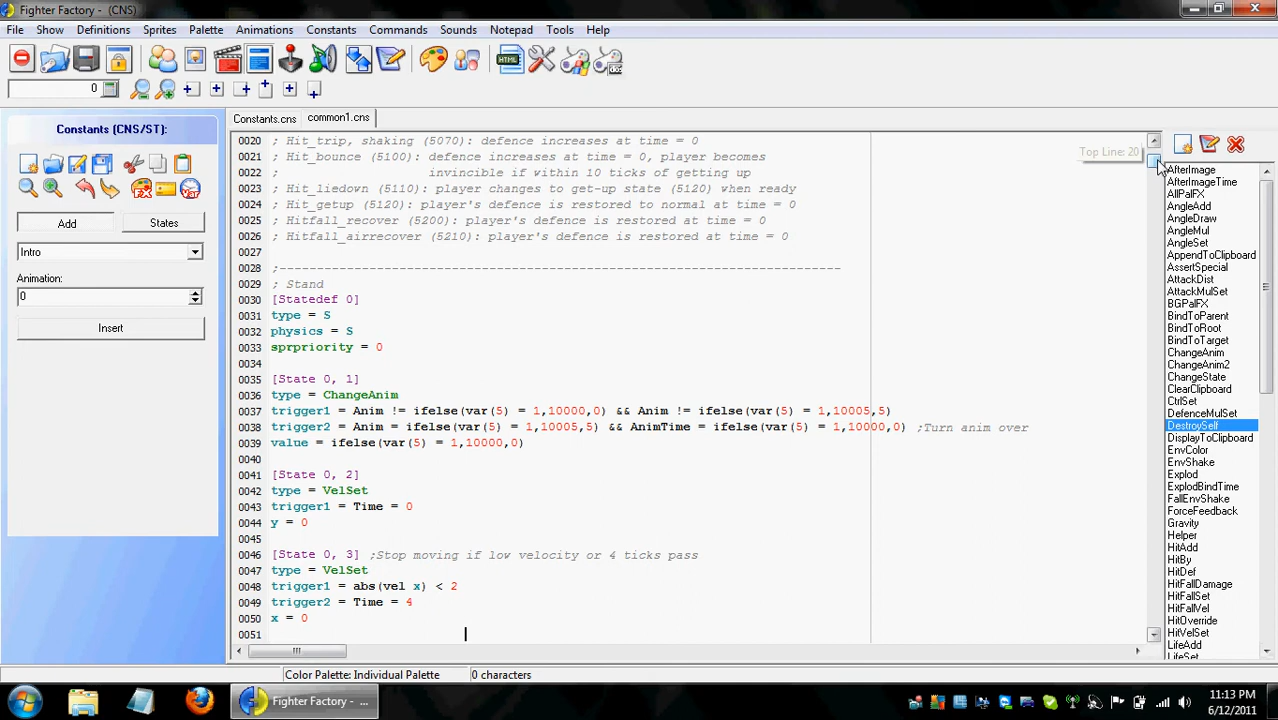 Fighter Factory - (CNS)
File Show Definitions Sprites Palette Animations Constants Commands Sounds Notepad Tools Help
0
Constants (CNS/ST):
Add States
Intro
Animation:
0
Insert
Constants.cns common1.cns
0020 ; Hit_trip, shaking (5070): defence increases at time = 0
0021 ; Hit_bounce (5100): defence increases at time = 0, player becomes
0022 ; invincible if within 10 ticks of getting up
0023 ; Hit_liedown (5110): player changes to get-up state (5120) when ready
0024 ; Hit_getup (5120): player's defence is restored to normal at time = 0
0025 ; Hitfall_recover (5200): player's defence is restored at time = 0
0026 ; Hitfall_airrecover (5210): player's defence is restored at time = 0
0027
0028 ;---------------------------------------------------------------------------
0029 ; Stand
0030 [Statedef 0]
0031 type = S
0032 physics = S
0033 sprpriority = 0
0034
0035 [State 0, 1]
0036 type = ChangeAnim
0037 trigger1 = Anim != ifelse(var(5) = 1,10000,0) && Anim != ifelse(var(5) = 1,10005,5)
0038 trigger2 = Anim = ifelse(var(5) = 1,10005,5) && AnimTime = ifelse(var(5) = 1,10000,0) ;Turn anim over
0039 value = ifelse(var(5) = 1,10000,0)
0040
0041 [State 0, 2]
0042 type = VelSet
0043 trigger1 = Time = 0
0044 y = 0
0045
0046 [State 0, 3] ;Stop moving if low velocity or 4 ticks pass
0047 type = VelSet
0048 trigger1 = abs(vel x) < 2
0049 trigger2 = Time = 4
0050 x = 0
0051
Top Line: 20
AfterImage
AfterImageTime
AllPalFX
AngleAdd
AngleDraw
AngleMul
AngleSet
AppendToClipboard
AssertSpecial
AttackDist
AttackMulSet
BGPalFX
BindToParent
BindToRoot
BindToTarget
ChangeAnim
ChangeAnim2
ChangeState
ClearClipboard
CtrlSet
DefenceMulSet
DestroySelf
DisplayToClipboard
EnvColor
EnvShake
Explod
ExplodBindTime
FallEnvShake
ForceFeedback
Gravity
Helper
HitAdd
HitBy
HitDef
HitFallDamage
HitFallSet
HitFallVel
HitOverride
HitVelSet
LifeAdd
LifeSet
Color Palette: Individual Palette 0 characters
Fighter Factory - ...
11:13 PM
6/12/2011